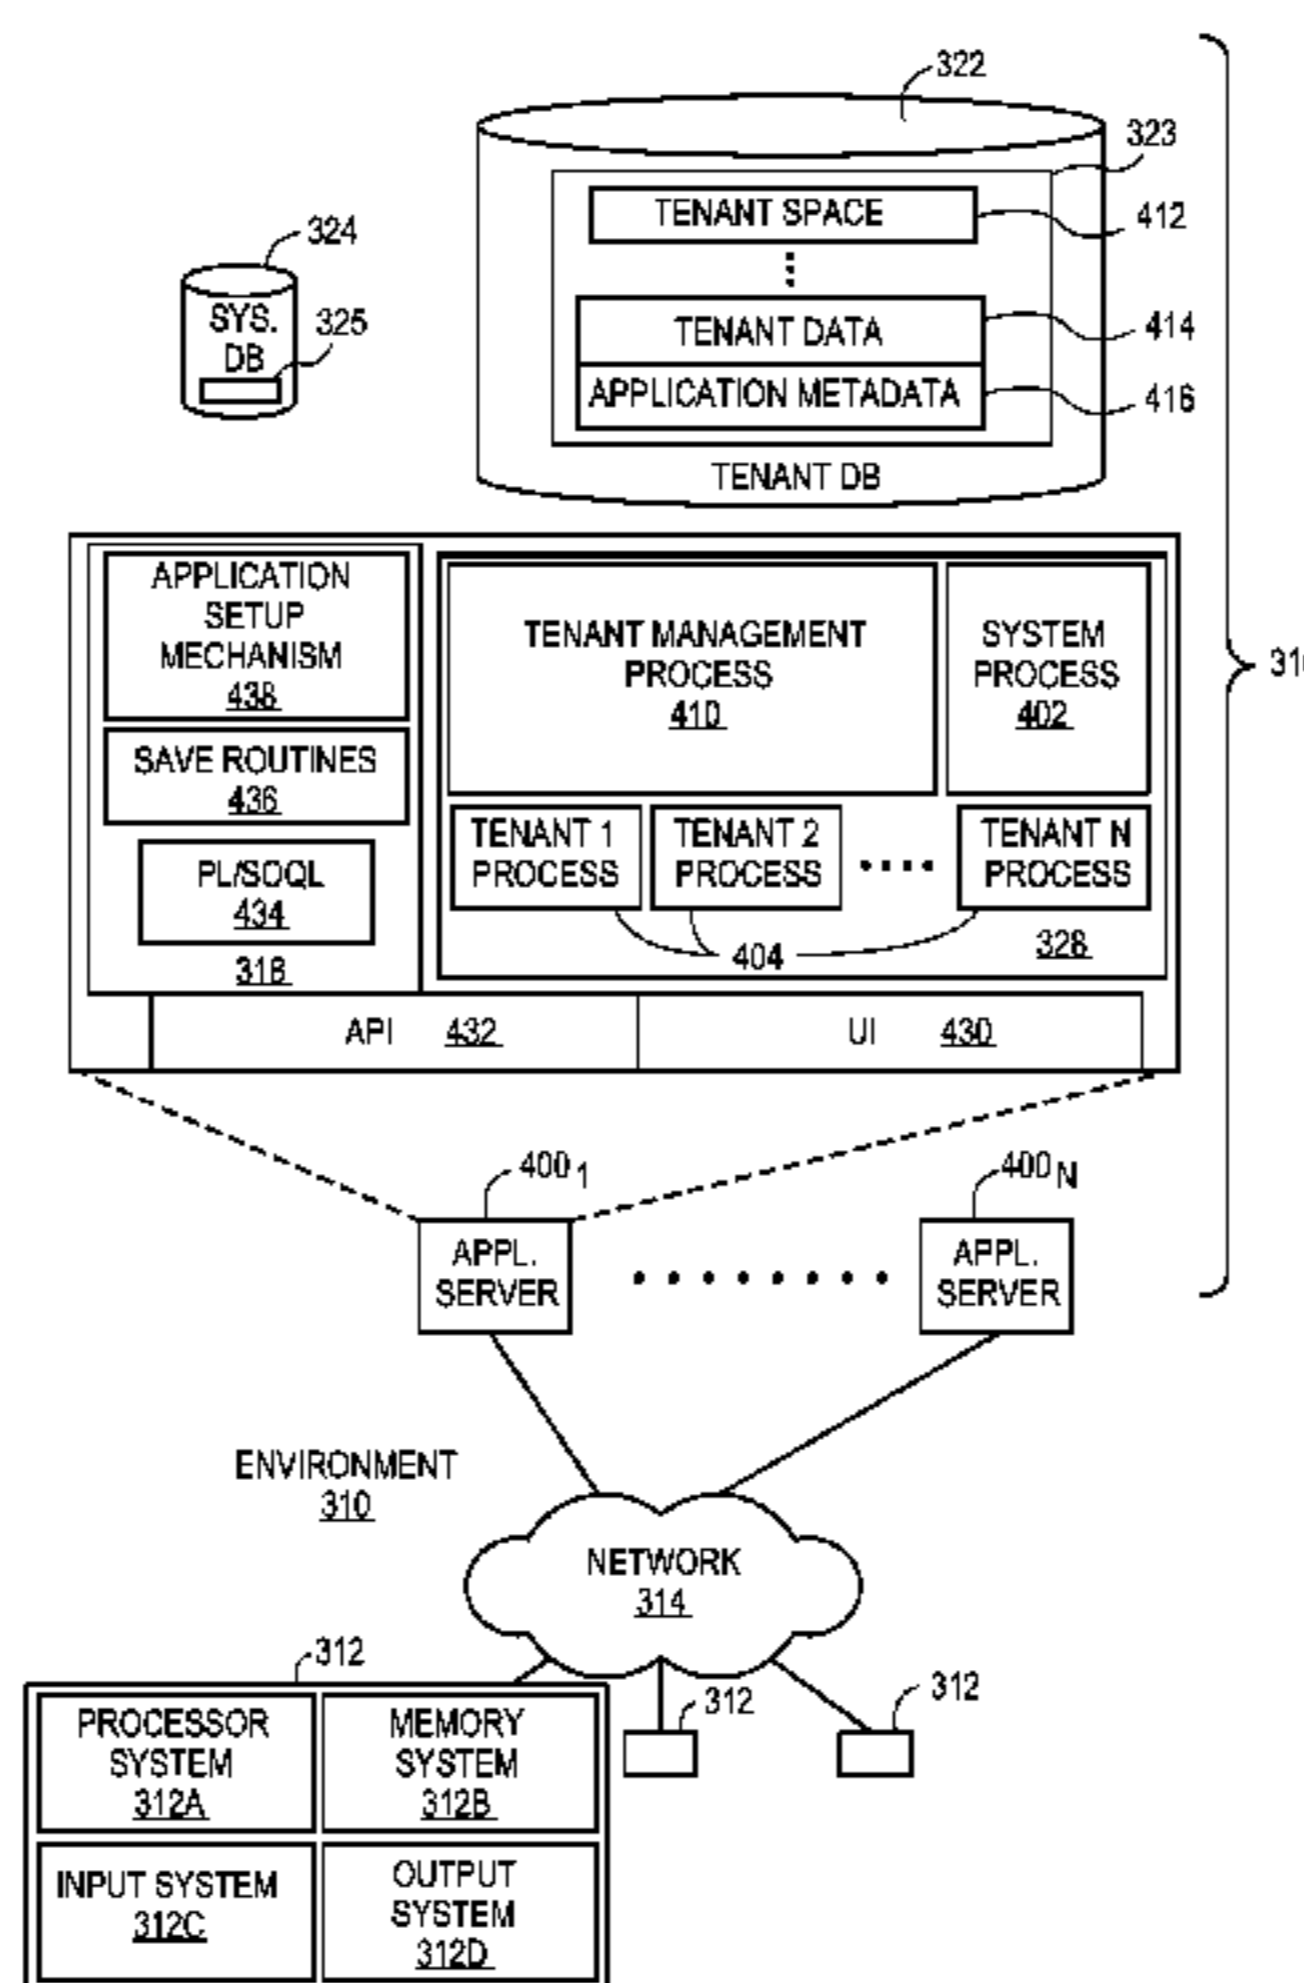 322
323
TENANT SPACE
412
324
SYS.
DB
325
TENANT DATA
414
APPLICATION METADATA
416
TENANT DB
APPLICATION
SETUP
MECHANISM
438
TENANT MANAGEMENT
PROCESS
410
SYSTEM
PROCESS
402
SAVE ROUTINES
436
TENANT 1
PROCESS
TENANT 2
PROCESS
TENANT N
PROCESS
PL/SOQL
434
404
328
318
API 432
UI 430
400 1
400 N
APPL.
SERVER
APPL.
SERVER
ENVIRONMENT
310
NETWORK
314
312
312
312
PROCESSOR
SYSTEM
312A
MEMORY
SYSTEM
312B
INPUT SYSTEM
312C
OUTPUT
SYSTEM
312D